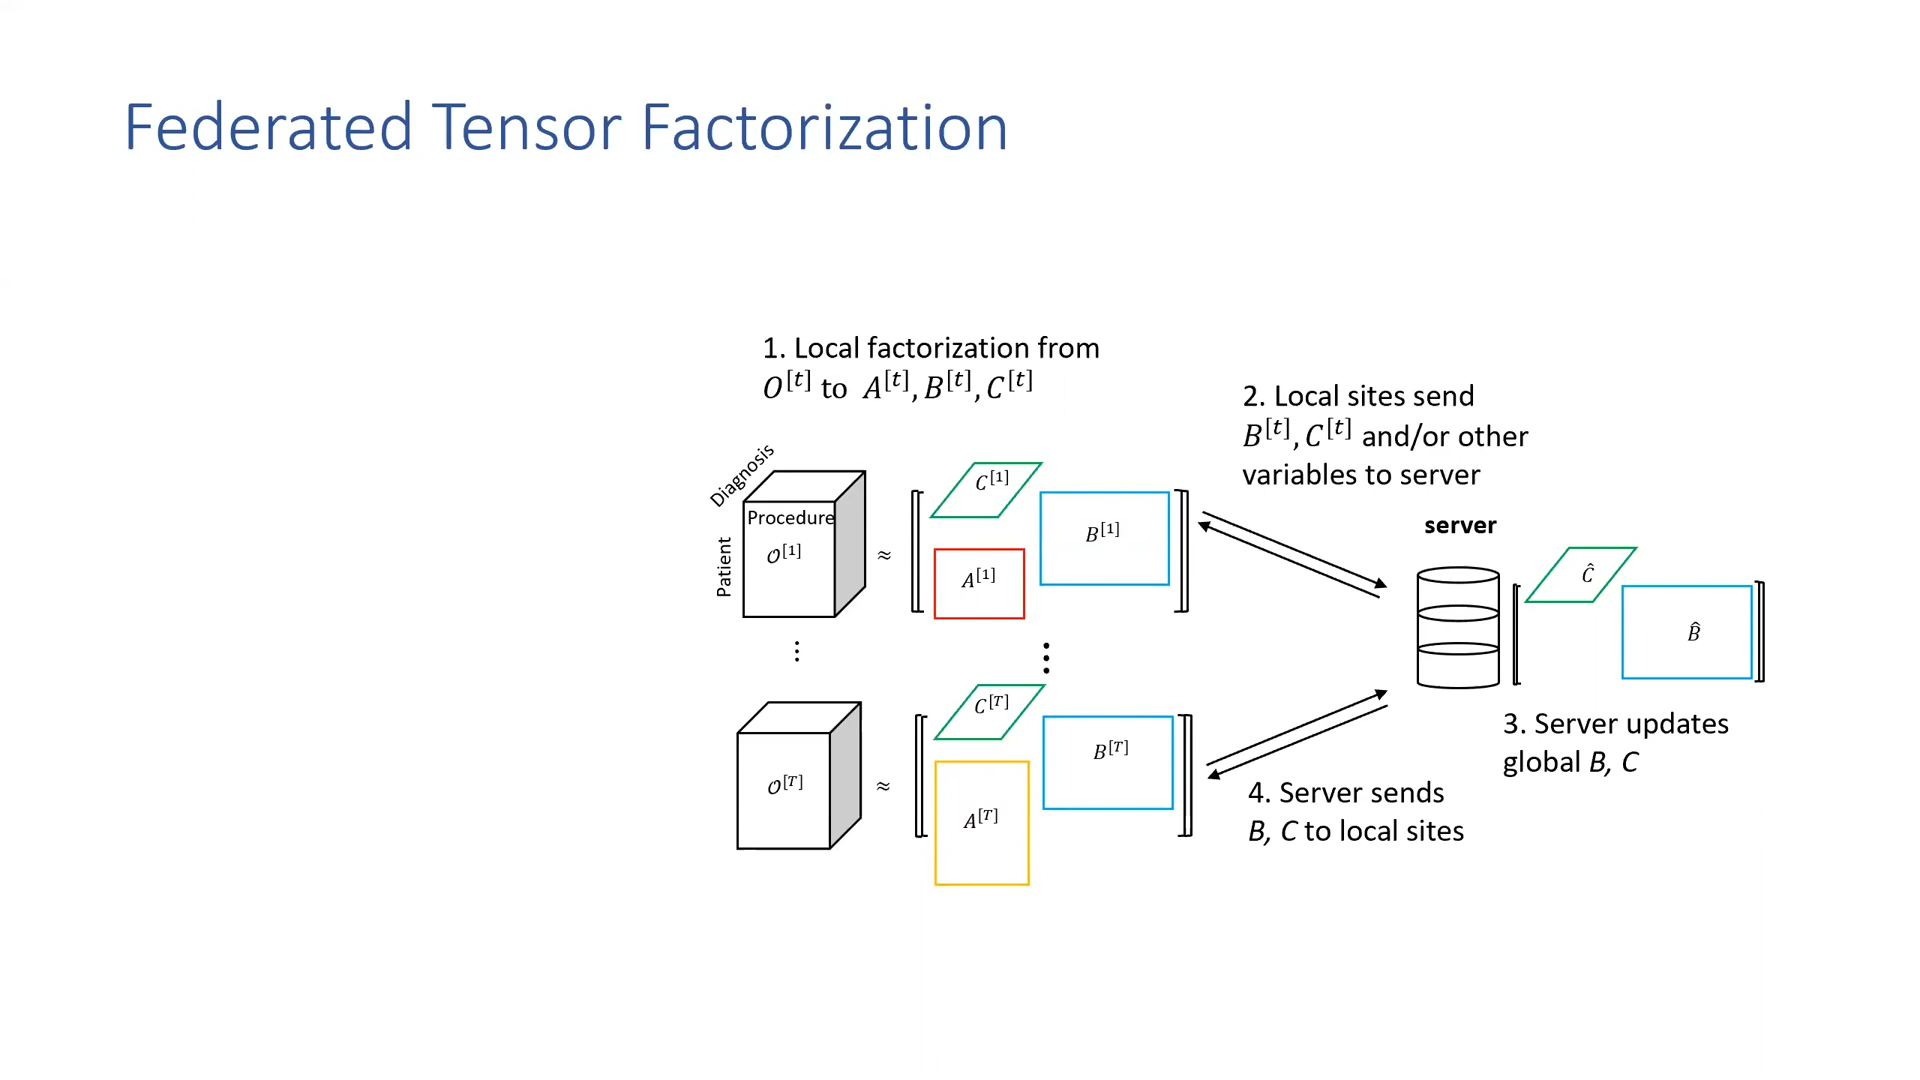 Federated Tensor Factorization
1. Local factorization from
O^[t] to A^[t], B^[t], C^[t]
2. Local sites send
B^[t], C^[t] and/or other
variables to server
Diagnosis
Procedure
Patient
𝒪^[1]
≈
C^[1]
A^[1]
B^[1]
⋮
⋮
server
Ĉ
B̂
3. Server updates
global B, C
𝒪^[T]
≈
C^[T]
A^[T]
B^[T]
4. Server sends
B, C to local sites